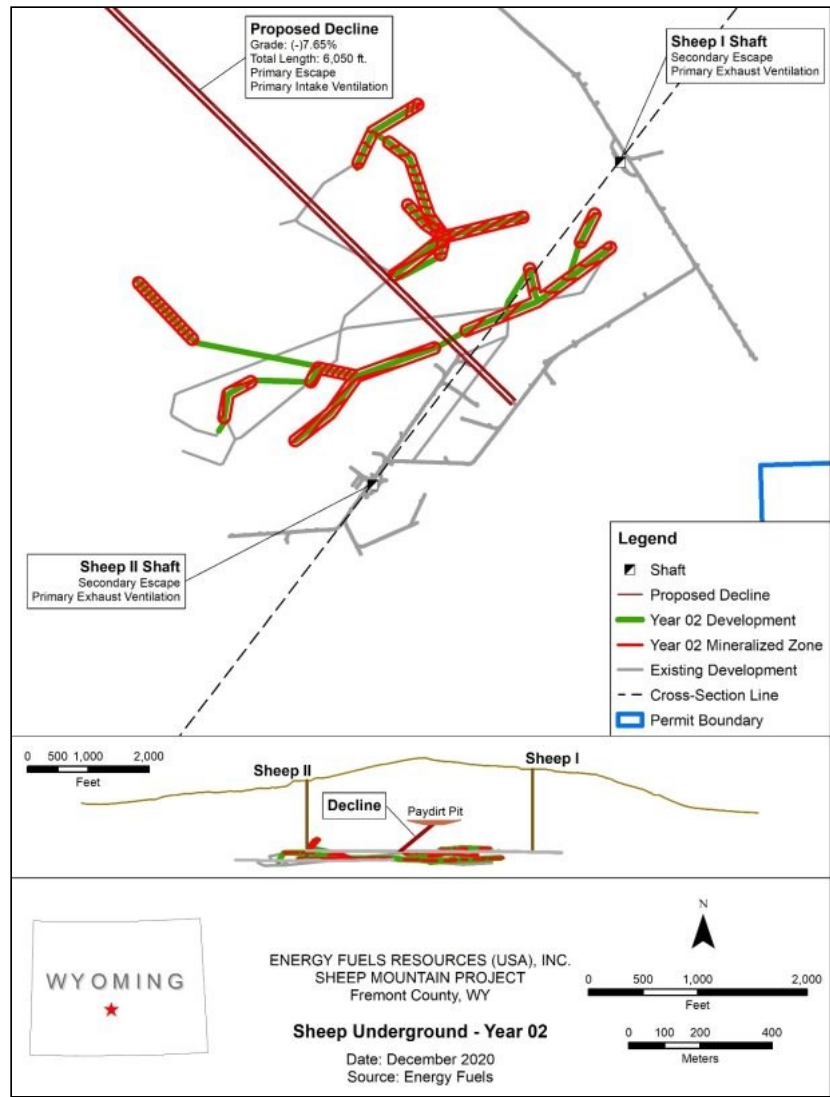 Proposed Decline
Grade: (-)7.65%
Total Length: 6,050 ft.
Primary Escape
Primary Intake Ventilation
Sheep I Shaft
Secondary Escape
Primary Exhaust Ventilation
Sheep II Shaft
Secondary Escape
Primary Exhaust Ventilation
Legend
Shaft
Proposed Decline
Year 02 Development
Year 02 Mineralized Zone
Existing Development
Cross-Section Line
Permit Boundary
0 500 1,000 2,000
Feet
Sheep II
Sheep I
Decline
Paydirt Pit
WYOMING
ENERGY FUELS RESOURCES (USA), INC.
SHEEP MOUNTAIN PROJECT
Fremont County, WY
Sheep Underground - Year 02
Date: December 2020
Source: Energy Fuels
N
0 500 1,000 2,000
Feet
0 100 200 400
Meters